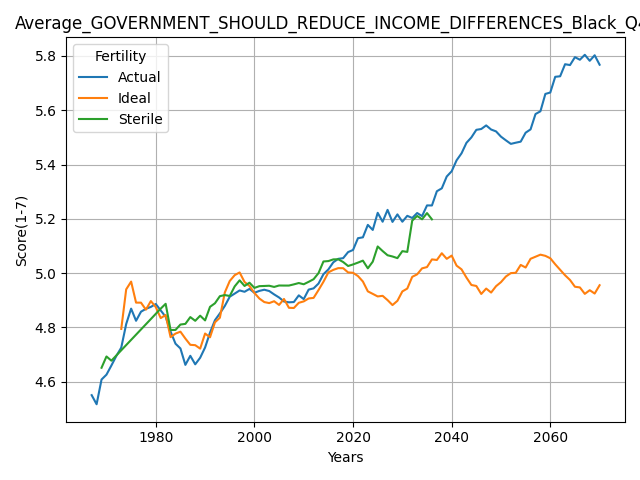 Average_GOVERNMENT_SHOULD_REDUCE_INCOME_DIFFERENCES_Black_Q4
Fertility
Actual
Ideal
Sterile
5.8
5.6
5.4
5.2
5.0
4.8
4.6
Score(1-7)
1980
2000
2020
2040
2060
Years